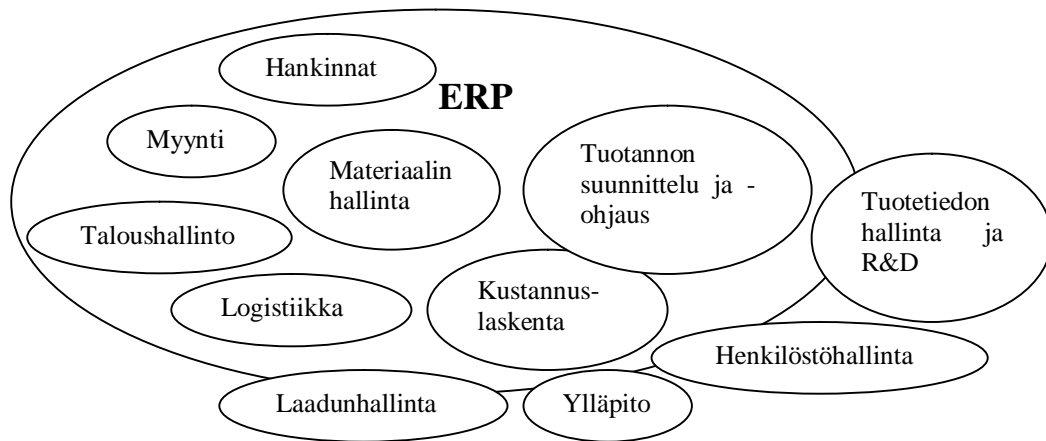 Hankinnat
ERP
Myynti
Materiaalin
hallinta
Tuotannon
suunnittelu ja -
ohjaus
Tuotetiedon
hallinta ja
R&D
Taloushallinto
Logistiikka
Kustannus-
laskenta
Henkilöstöhallinta
Laadunhallinta
Ylläpito